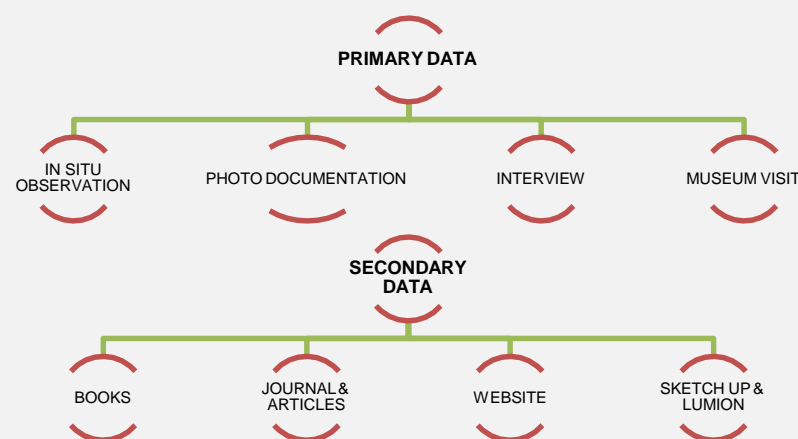 PRIMARY DATA
IN SITU
OBSERVATION
PHOTO DOCUMENTATION
INTERVIEW
MUSEUM VISIT
SECONDARY
DATA
BOOKS
JOURNAL &
ARTICLES
WEBSITE
SKETCH UP &
LUMION